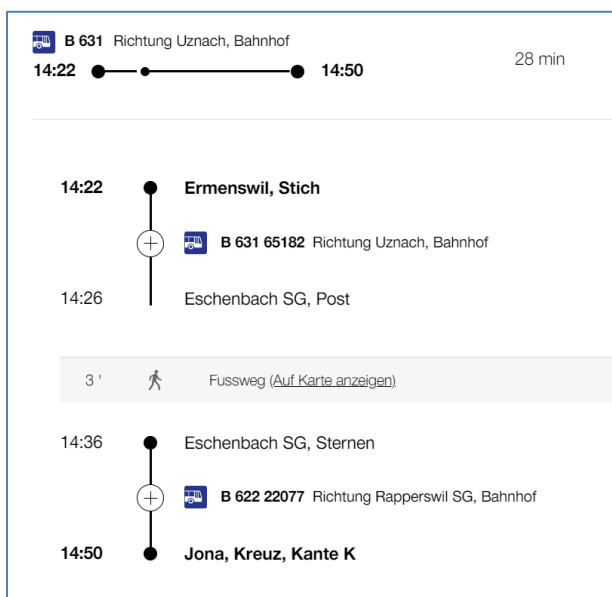 B 631 Richtung Uznach, Bahnhof
14:22 14:50 28 min
14:22 Ermenswil, Stich
B 631 65182 Richtung Uznach, Bahnhof
14:26 Eschenbach SG, Post
3 ' Fussweg (Auf Karte anzeigen)
14:36 Eschenbach SG, Sternen
B 622 22077 Richtung Rapperswil SG, Bahnhof
14:50 Jona, Kreuz, Kante K